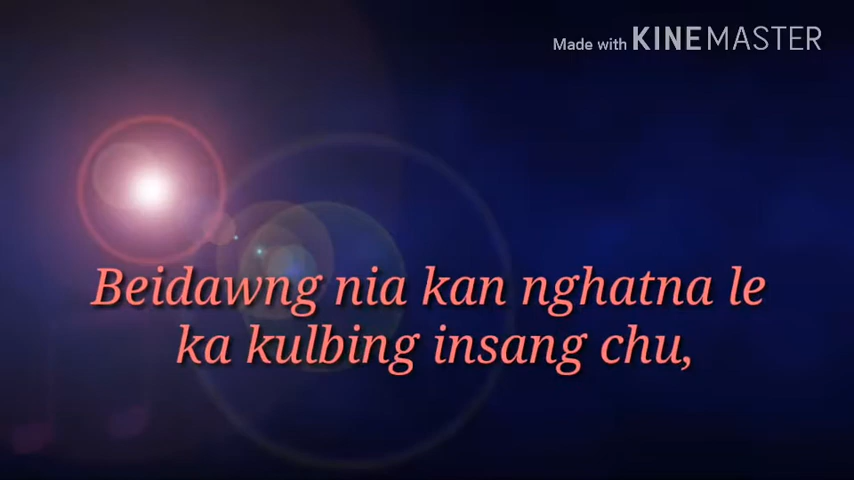 Made with KINEMASTER
Beidawng nia kan nghatna le
ka kulbing insang chu,